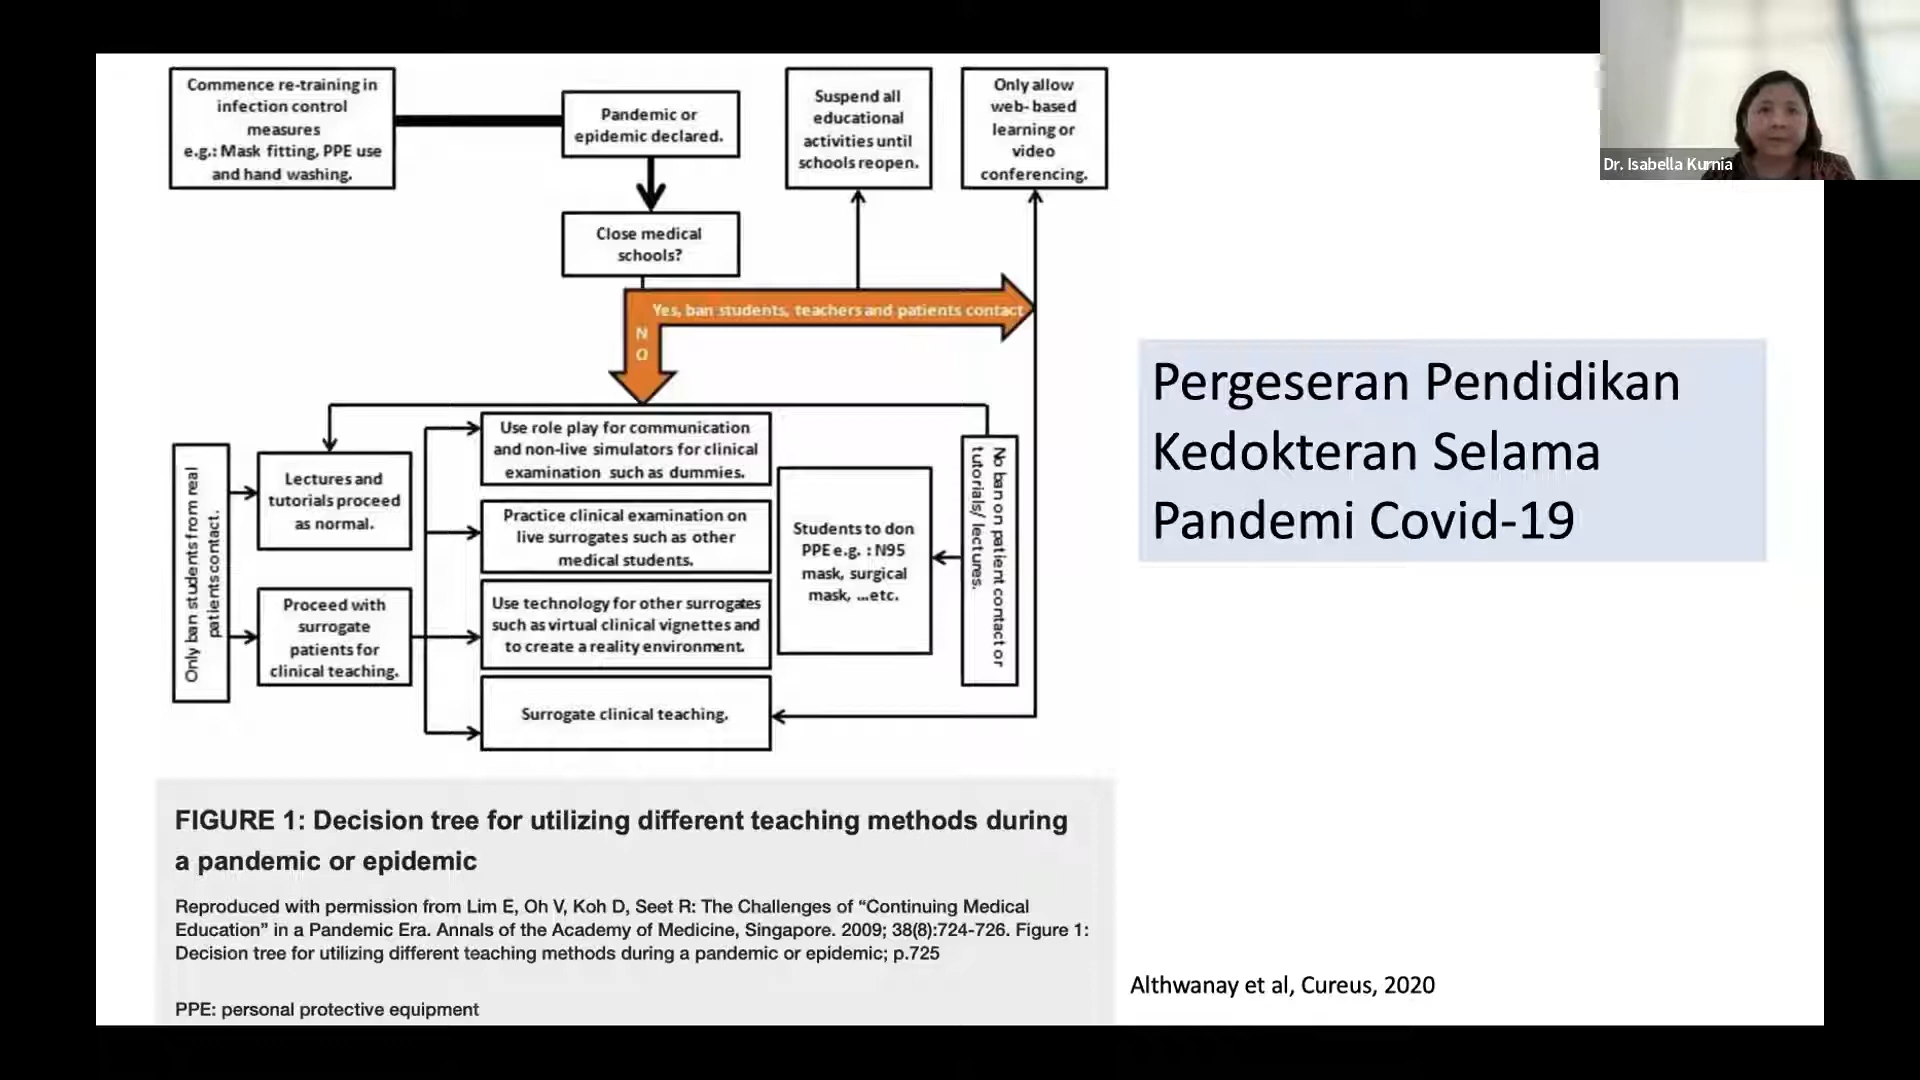 Commence re-training in
infection control
measures
e.g.: Mask fitting, PPE use
and hand washing.
Pandemic or
epidemic declared.
Suspend all
educational
activities until
schools reopen.
Only allow
web- based
learning or
video
conferencing.
Dr. Isabella Kurnia
Close medical
schools?
Yes, ban students, teachers and patients contact
N
O
Pergeseran Pendidikan
Kedokteran Selama
Pandemi Covid-19
Only ban students from real
patients contact.
Lectures and
tutorials proceed
as normal.
Proceed with
surrogate
patients for
clinical teaching.
Use role play for communication
and non-live simulators for clinical
examination such as dummies.
Practice clinical examination on
live surrogates such as other
medical students.
Use technology for other surrogates
such as virtual clinical vignettes and
to create a reality environment.
Surrogate clinical teaching.
Students to don
PPE e.g. : N95
mask, surgical
mask, ...etc.
No ban on patient contact or
tutorials/ lectures.
FIGURE 1: Decision tree for utilizing different teaching methods during
a pandemic or epidemic
Reproduced with permission from Lim E, Oh V, Koh D, Seet R: The Challenges of “Continuing Medical
Education” in a Pandemic Era. Annals of the Academy of Medicine, Singapore. 2009; 38(8):724-726. Figure 1:
Decision tree for utilizing different teaching methods during a pandemic or epidemic; p.725
PPE: personal protective equipment
Althwanay et al, Cureus, 2020